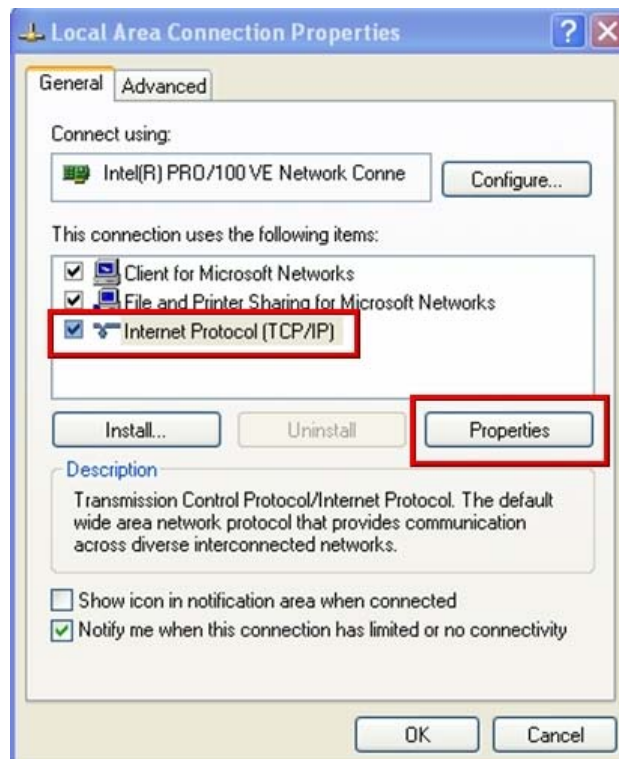 Local Area Connection Properties
General
Advanced
Connect using:
Intel(R) PRO/100 VE Network Conne
Configure...
This connection uses the following items:
Client for Microsoft Networks
File and Printer Sharing for Microsoft Networks
Internet Protocol (TCP/IP)
Install...
Uninstall
Properties
Description
Transmission Control Protocol/Internet Protocol. The default
wide area network protocol that provides communication
across diverse interconnected networks.
Show icon in notification area when connected
Notify me when this connection has limited or no connectivity
OK
Cancel